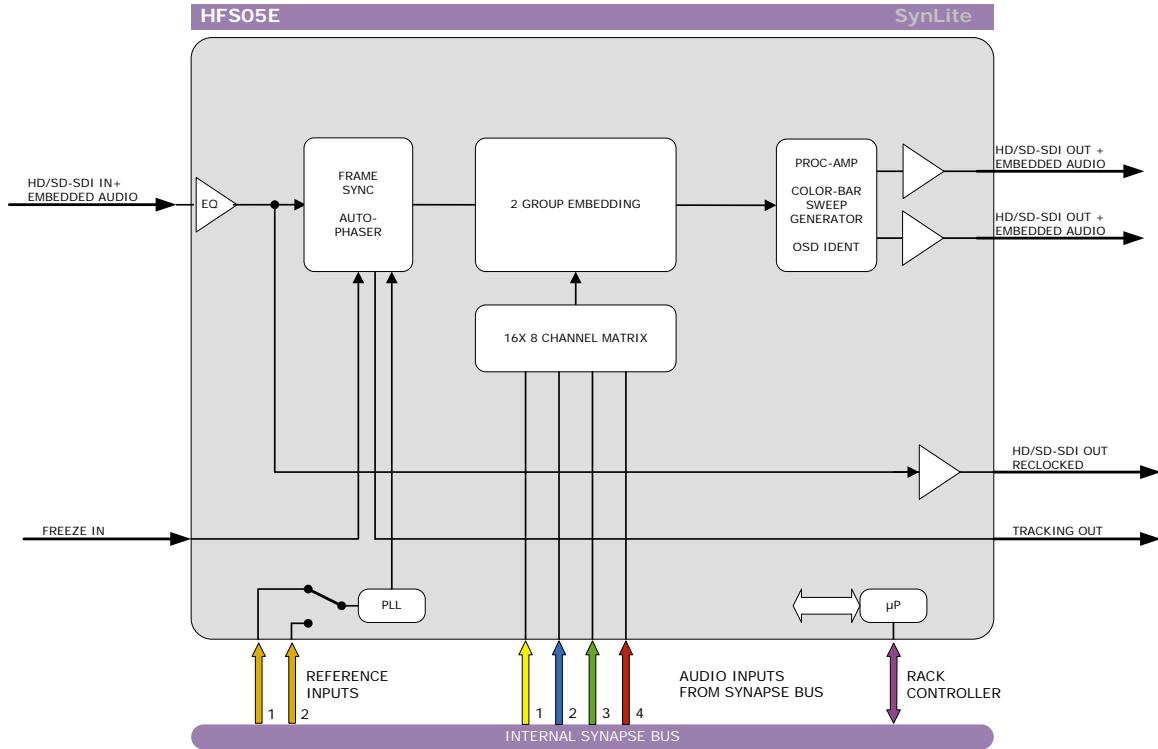 HFS05E
SynLite
HD/SD-SDI IN+
EMBEDDED AUDIO
EQ
FRAME
SYNC
AUTO-
PHASER
2 GROUP EMBEDDING
PROC-AMP
COLOR-BAR
SWEEP
GENERATOR
OSD IDENT
HD/SD-SDI OUT +
EMBEDDED AUDIO
HD/SD-SDI OUT +
EMBEDDED AUDIO
16X 8 CHANNEL MATRIX
HD/SD-SDI OUT
RECLOCKED
FREEZE IN
TRACKING OUT
PLL
µP
REFERENCE
INPUTS
1
2
1
2
3
4
AUDIO INPUTS
FROM SYNAPSE BUS
RACK
CONTROLLER
INTERNAL SYNAPSE BUS